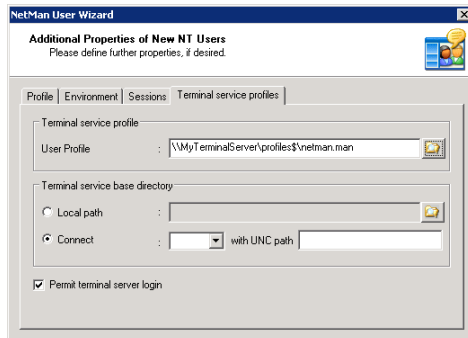 NetMan User Wizard
Additional Properties of New NT Users
Please define further properties, if desired.
Profile Environment Sessions Terminal service profiles
Terminal service profile
User Profile : \\MyTerminalServer\profiles$\netman.man
Terminal service base directory
Local path :
Connect : with UNC path
Permit terminal server login